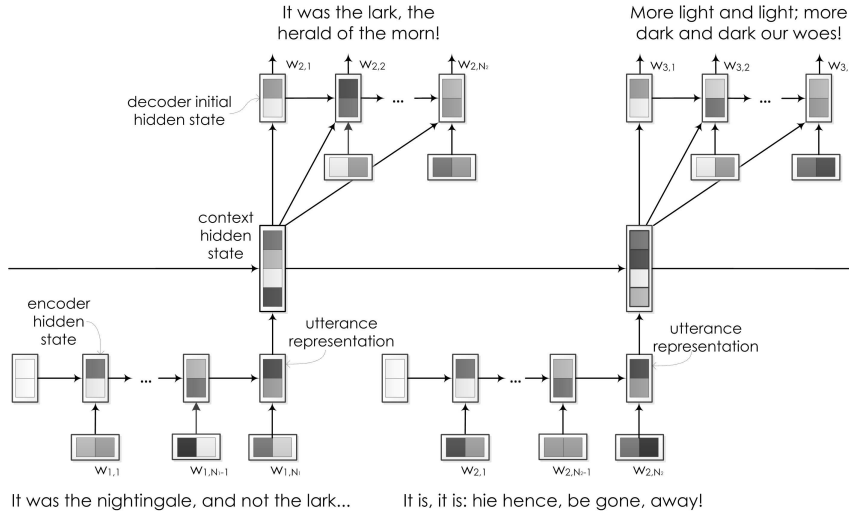 It was the lark, the
herald of the morn!
More light and light; more
dark and dark our woes!
w2,1 w2,2 w2,N₂
w3,1 w3,2 w3,
decoder initial
hidden state
...
...
context
hidden
state
encoder
hidden
state
utterance
representation
utterance
representation
...
...
w1,1 w1,N₁-1 w1,N₁
w2,1 w2,N₂-1 w2,N₂
It was the nightingale, and not the lark...
It is, it is: hie hence, be gone, away!